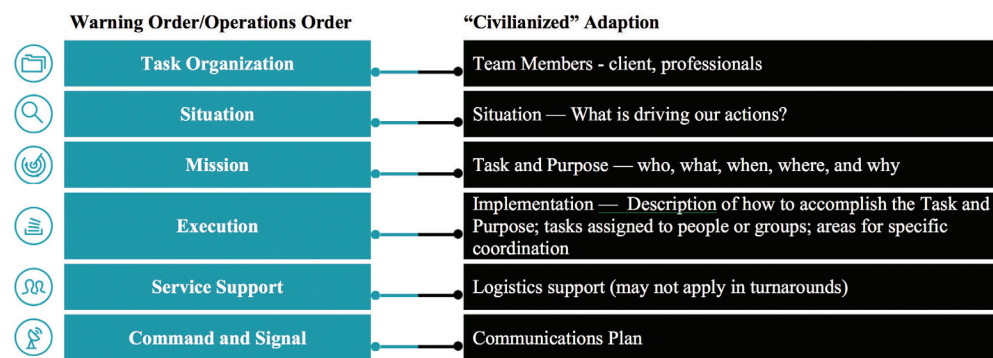 Warning Order/Operations Order
“Civilianized” Adaption
Task Organization
Team Members - client, professionals
Situation
Situation — What is driving our actions?
Mission
Task and Purpose — who, what, when, where, and why
Execution
Implementation — Description of how to accomplish the Task and
Purpose; tasks assigned to people or groups; areas for specific
coordination
Service Support
Logistics support (may not apply in turnarounds)
Command and Signal
Communications Plan